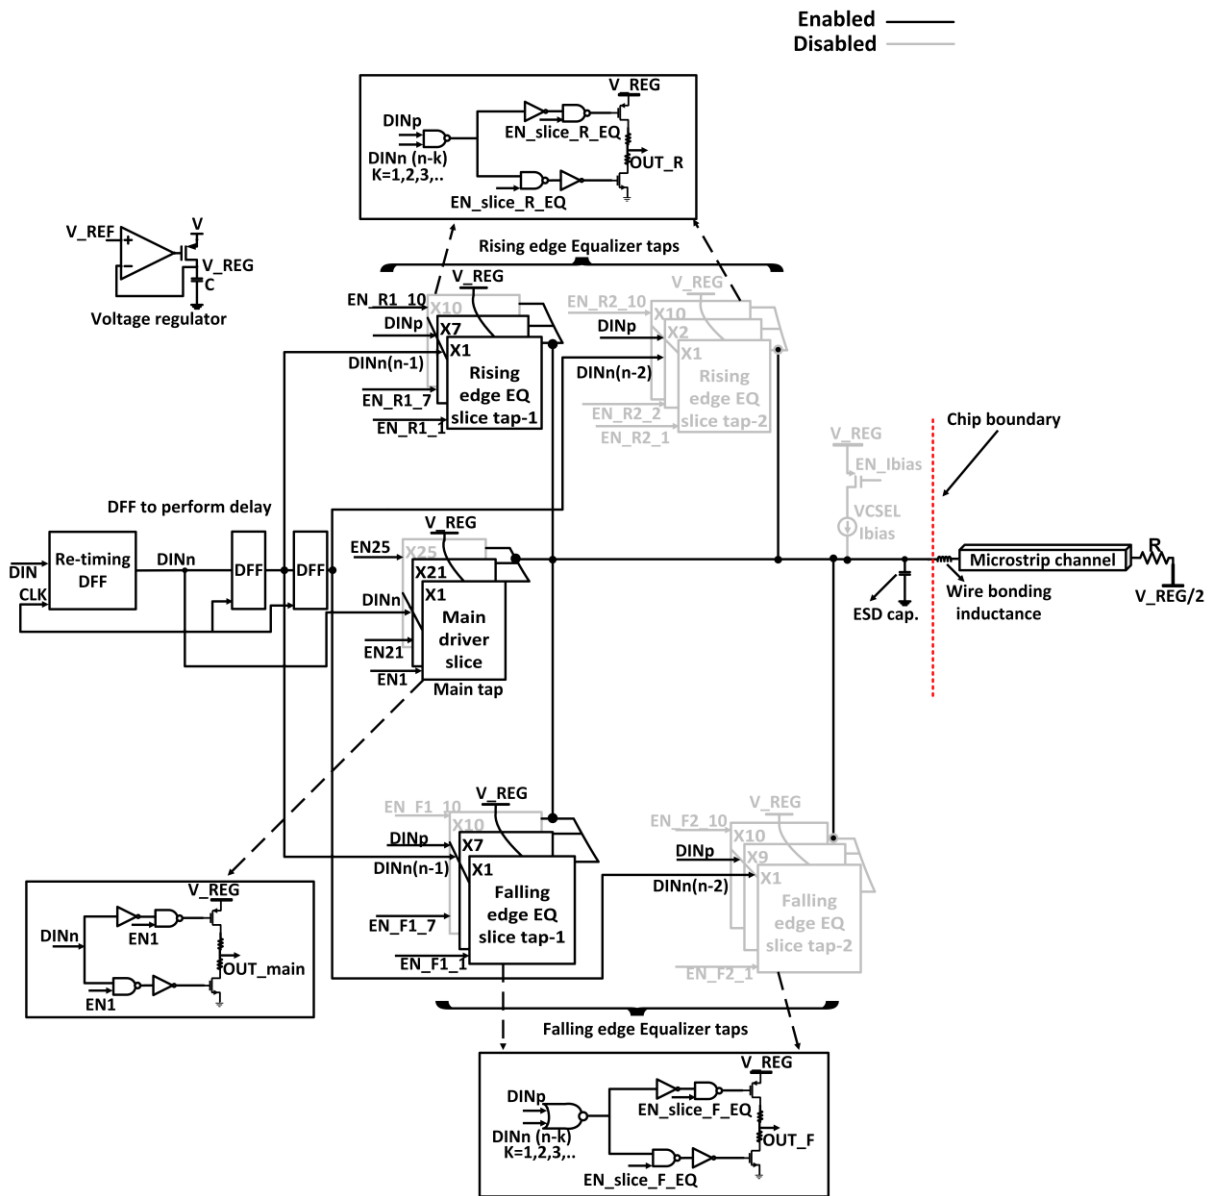 Enabled
Disabled
V_REG
DINp
DINn (n-k)
K=1,2,3,..
EN_slice_R_EQ
OUT_R
EN_slice_R_EQ
V_REF
+
-
V
V_REG
C
Voltage regulator
Rising edge Equalizer taps
V_REG
EN_R1_10
X10
DINp
X7
DINn(n-1)
X1
Rising
edge EQ
slice tap-1
EN_R1_7
EN_R1_1
V_REG
EN_R2_10
X10
DINp
X2
DINn(n-2)
X1
Rising
edge EQ
slice tap-2
EN_R2_2
EN_R2_1
V_REG
EN_Ibias
VCSEL
Ibias
Chip boundary
DFF to perform delay
DIN
CLK
Re-timing
DFF
DINn
DFF
DFF
V_REG
EN25
X25
X21
DINn
X1
Main
driver
slice
EN21
EN1
Main tap
ESD cap.
Wire bonding
inductance
Microstrip channel
R
V_REG/2
V_REG
EN_F1_10
X10
DINp
X7
DINn(n-1)
X1
Falling
edge EQ
slice tap-1
EN_F1_7
EN_F1_1
V_REG
EN_F2_10
X10
DINp
X9
DINn(n-2)
X1
Falling
edge EQ
slice tap-2
EN_F2_1
V_REG
DINn
EN1
OUT_main
EN1
Falling edge Equalizer taps
V_REG
DINp
DINn (n-k)
K=1,2,3,..
EN_slice_F_EQ
OUT_F
EN_slice_F_EQ